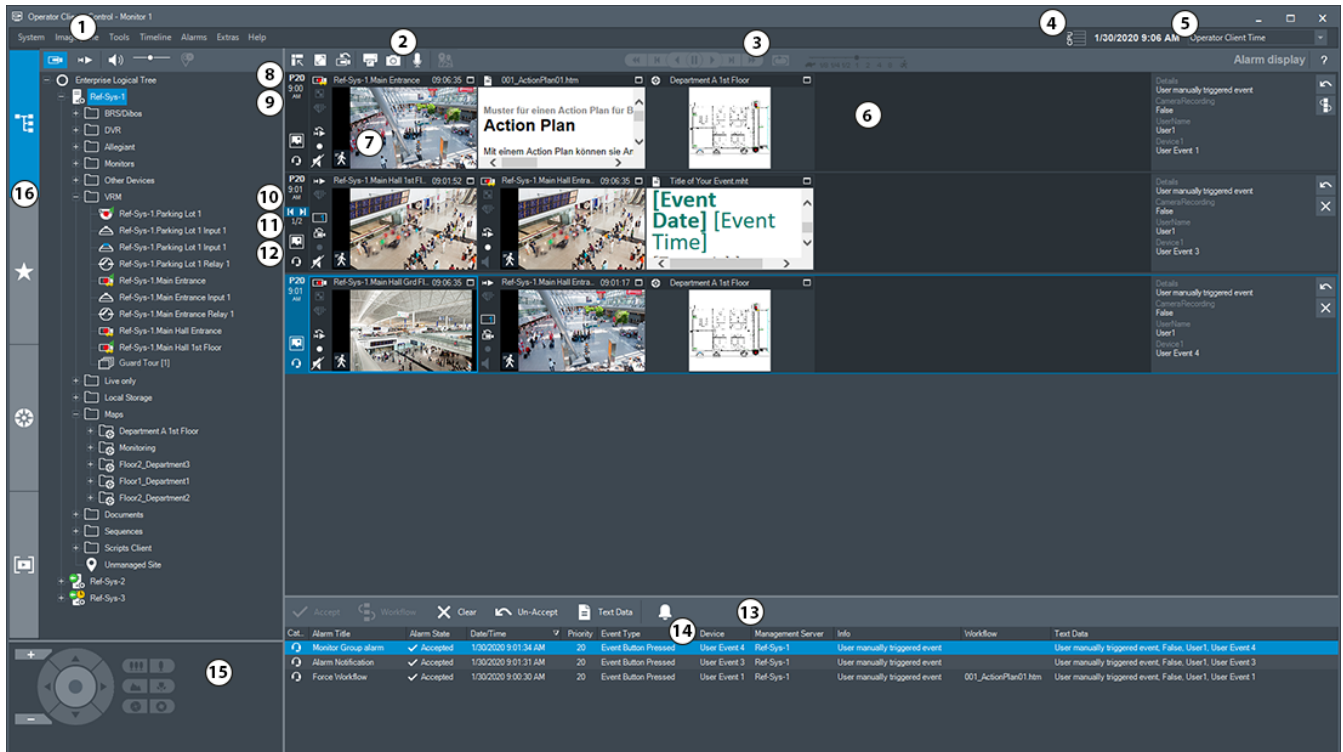 Operator Client Control - Monitor 1
System Tools Timeline Alarms Extras Help
1
2
3
4
5
1/30/2020 9:06 AM Operator Client Time
Alarm display ?
Enterprise Logical Tree
Ref-Sys-1
BRS/Dibos
DVR
Allegiant
Monitors
Other Devices
VRM
Ref-Sys-1.Parking Lot 1
Ref-Sys-1.Parking Lot 1 Input 1
Ref-Sys-1.Parking Lot 1 Input 1
Ref-Sys-1.Parking Lot 1 Relay 1
Ref-Sys-1.Main Entrance
Ref-Sys-1.Main Entrance Input 1
Ref-Sys-1.Main Entrance Relay 1
Ref-Sys-1.Main Hall Entrance
Ref-Sys-1.Main Hall 1st Floor
Guard Tour [1]
Live only
Local Storage
Maps
Department A 1st Floor
Monitoring
Floor2_Department3
Floor1_Department1
Floor2_Department2
Documents
Sequences
Scripts Client
Unmanaged Site
Ref-Sys-2
Ref-Sys-3
16
8
9
10
11
12
P20
9:00
AM
Ref-Sys-1.Main Entrance 09:06:35
001_ActionPlan01.htm
Department A 1st Floor
7
Muster für einen Action Plan für B
Action Plan
Mit einem Action Plan können sie Ar
6
Details
User manually triggered event
CameraRecording
False
UserName
User1
Device1
User Event 1
P20
9:01
AM
1/2
Ref-Sys-1.Main Hall 1st Fl.. 09:01:52
Ref-Sys-1.Main Hall Entra.. 09:06:35
Title of Your Event.mht
[Event
Date] [Event
Time]
Details
User manually triggered event
CameraRecording
False
UserName
User1
Device1
User Event 3
P20
9:01
AM
Ref-Sys-1.Main Hall Grd Fl.. 09:06:35
Ref-Sys-1.Main Hall Entra.. 09:01:17
Department A 1st Floor
Details
User manually triggered event
CameraRecording
False
UserName
User1
Device1
User Event 4
Accept Workflow Clear Un-Accept Text Data
13
14
Cat.. Alarm Title Alarm State Date/Time Priority Event Type Device Management Server Info Workflow Text Data
Monitor Group alarm Accepted 1/30/2020 9:01:34 AM 20 Event Button Pressed User Event 4 Ref-Sys-1 User manually triggered event User manually triggered event, False, User1, User Event 4
Alarm Notification Accepted 1/30/2020 9:01:31 AM 20 Event Button Pressed User Event 3 Ref-Sys-1 User manually triggered event User manually triggered event, False, User1, User Event 3
Force Workflow Accepted 1/30/2020 9:00:30 AM 20 Event Button Pressed User Event 1 Ref-Sys-1 User manually triggered event 001_ActionPlan01.htm User manually triggered event, False, User1, User Event 1
15